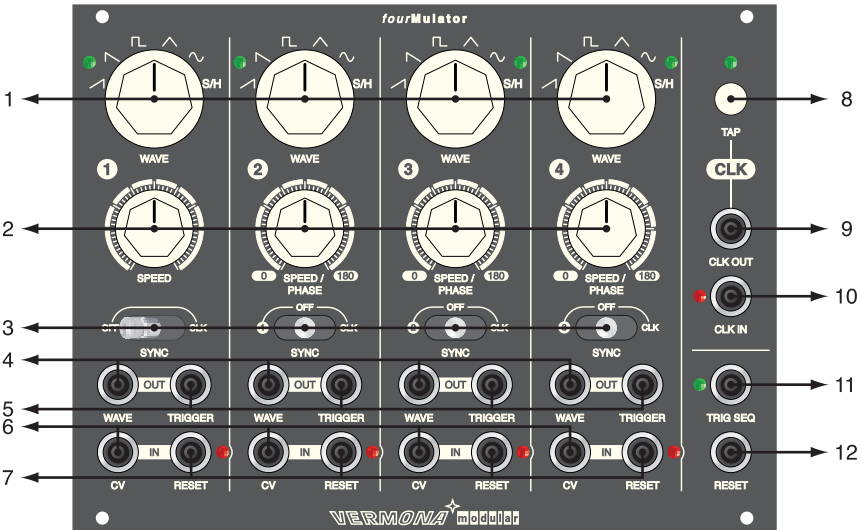 fourMulator
S/H S/H S/H S/H
1 8
WAVE WAVE WAVE WAVE TAP
1 2 3 4 CLK
2 9
CLK OUT
SPEED 0 SPEED / PHASE 180 0 SPEED / PHASE 180 0 SPEED / PHASE 180
10
OFF OFF OFF
3 OFF CLK CLK CLK CLK CLK IN
SYNC SYNC SYNC SYNC
4
OUT OUT OUT OUT 11
5
WAVE TRIGGER WAVE TRIGGER WAVE TRIGGER WAVE TRIGGER TRIG SEQ
6
IN IN IN IN 12
7
CV RESET CV RESET CV RESET CV RESET RESET
VERMONA modular